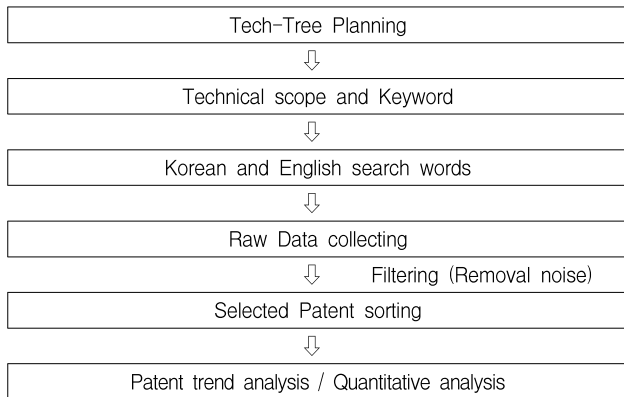 Tech-Tree Planning
Technical scope and Keyword
Korean and English search words
Raw Data collecting
Filtering (Removal noise)
Selected Patent sorting
Patent trend analysis / Quantitative analysis